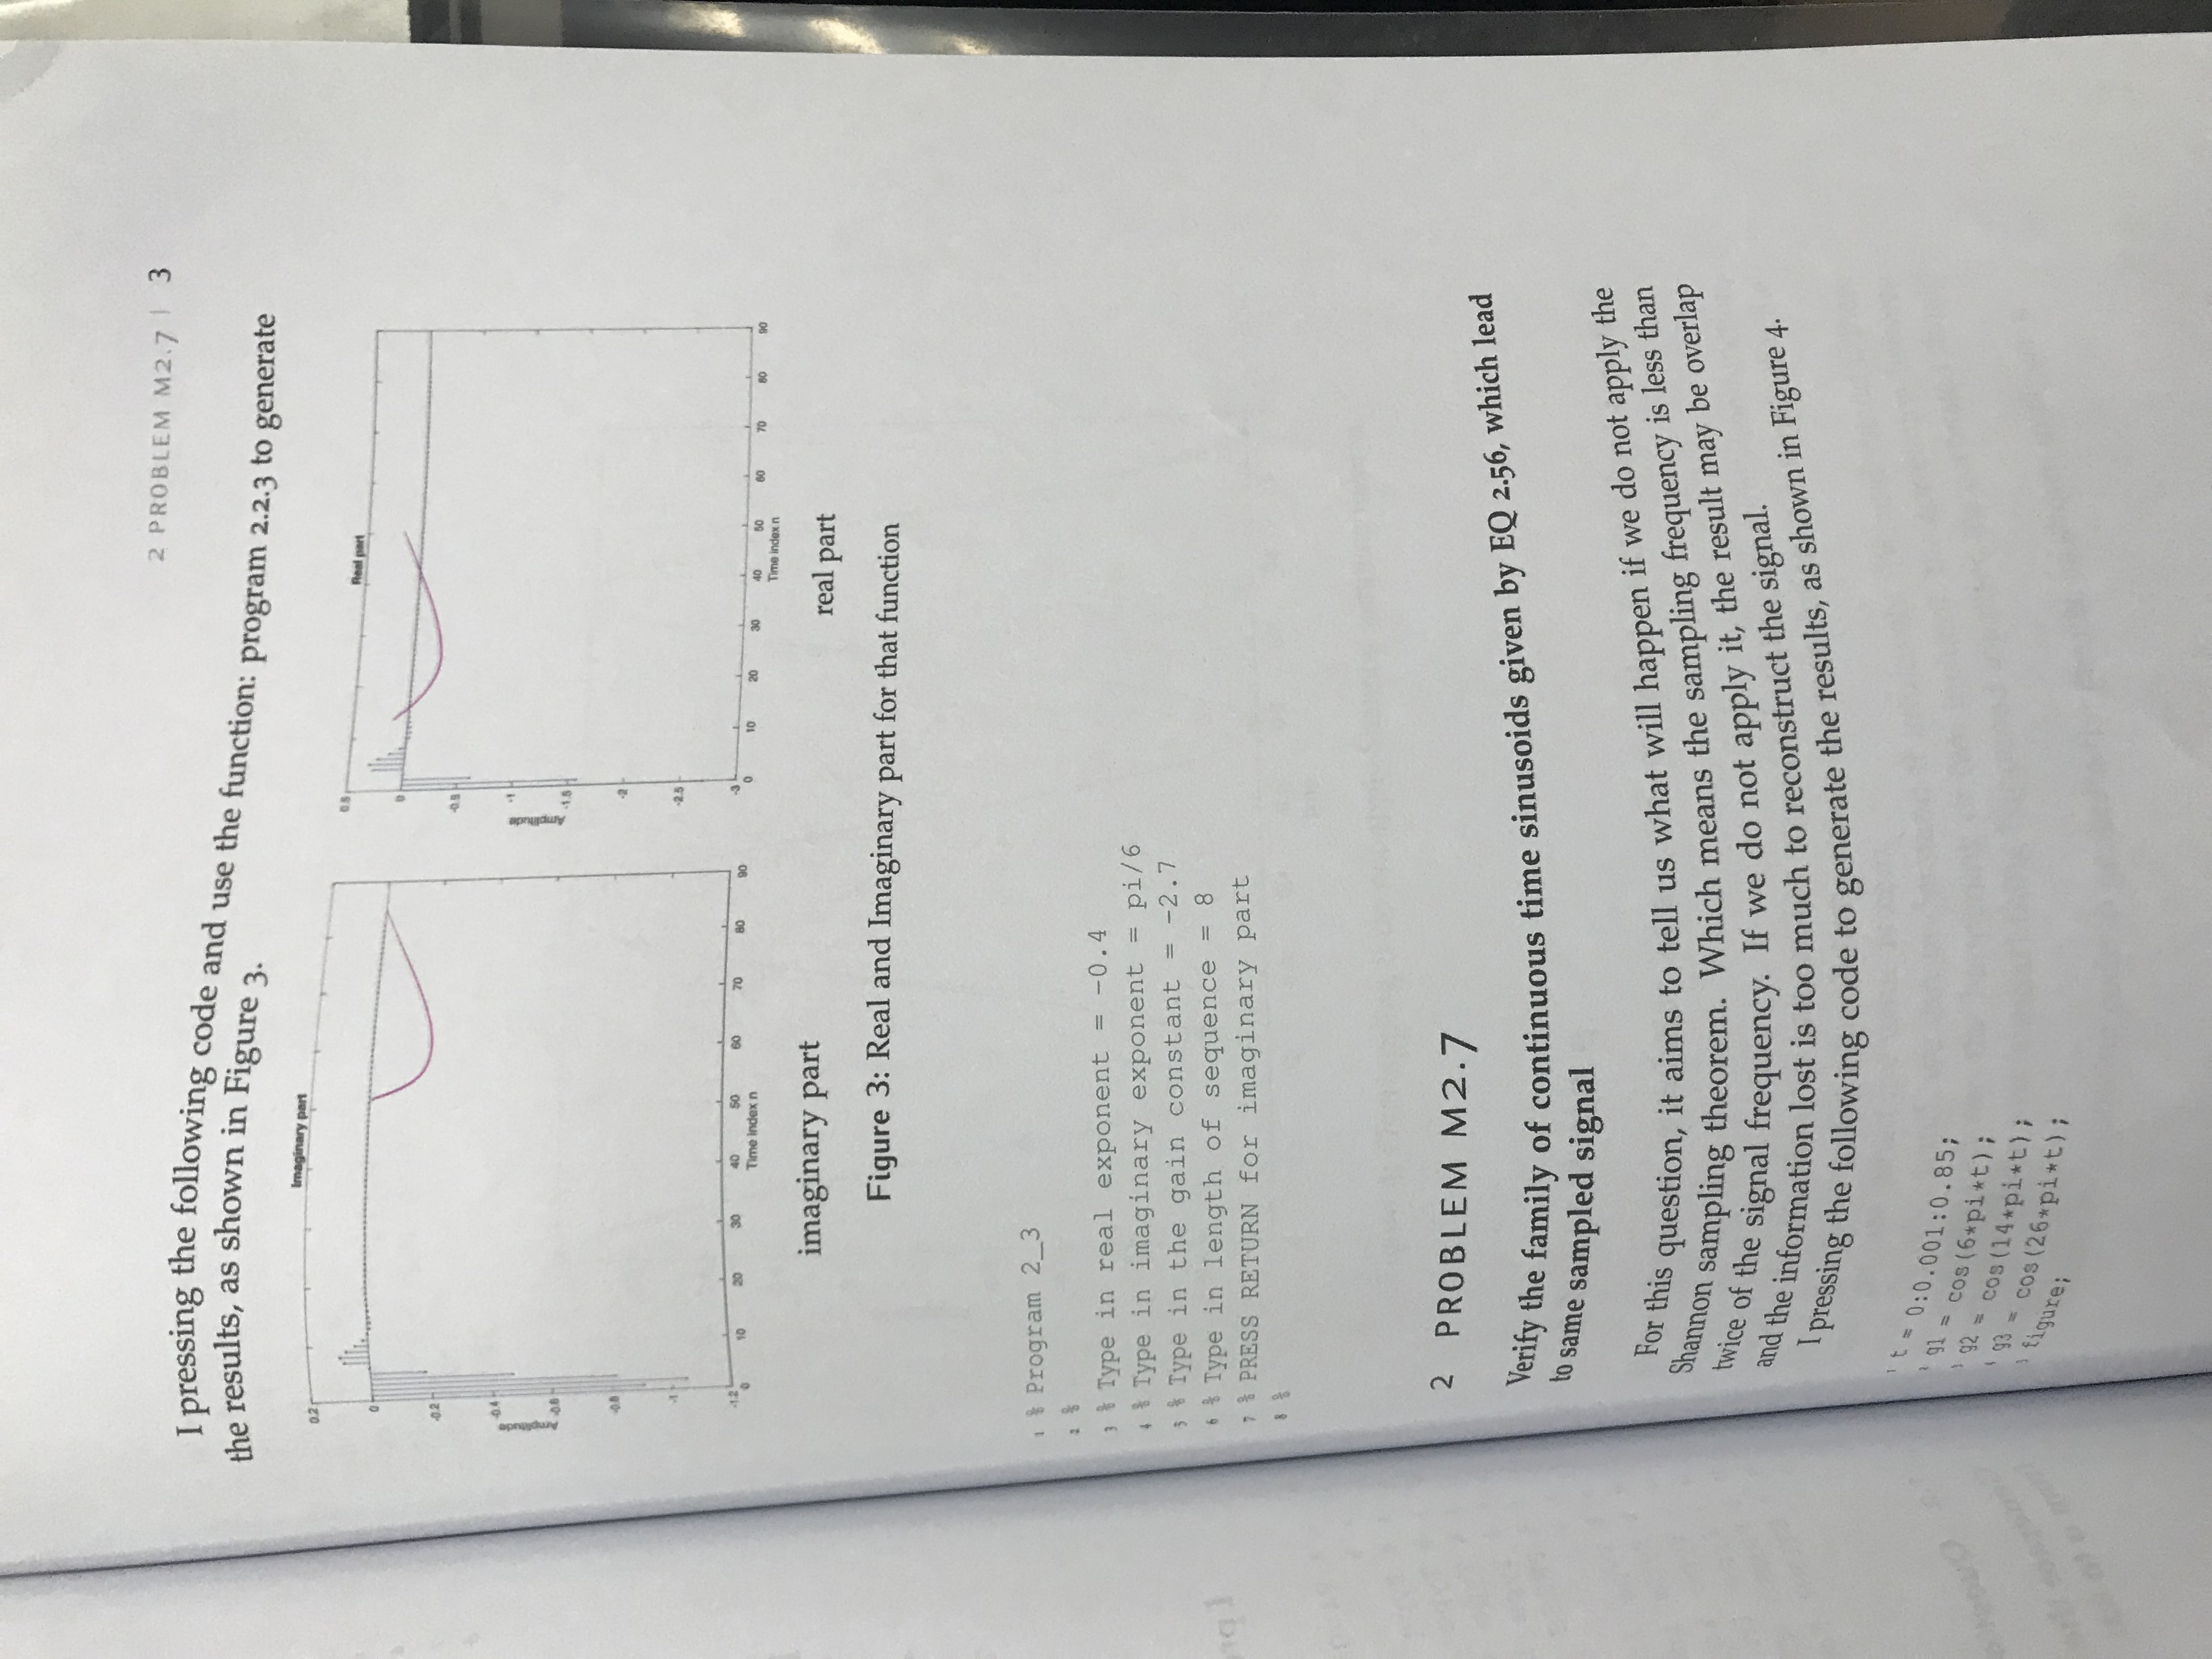 2 PROBLEM M2.7 | 3
I pressing the following code and use the function: program 2.2.3 to generate
the results, as shown in Figure 3.
Imaginary part
0.2
0
-0.2
-0.4
-0.6
-0.8
-1
-1.2
Amplitude
0 10 20 30 40 50 60 70 80 90
Time index n
Real part
0.5
0
-0.5
-1
-1.5
-2
-2.5
-3
Amplitude
0 10 20 30 40 50 60 70 80 90
Time index n
imaginary part
real part
Figure 3: Real and Imaginary part for that function
1 % Program 2_3
2 %
3 % Type in real exponent = -0.4
4 % Type in imaginary exponent = pi/6
5 % Type in the gain constant = -2.7
6 % Type in length of sequence = 8
7 % PRESS RETURN for imaginary part
8 %
2 PROBLEM M2.7
Verify the family of continuous time sinusoids given by EQ 2.56, which lead
to same sampled signal
For this question, it aims to tell us what will happen if we do not apply the
Shannon sampling theorem. Which means the sampling frequency is less than
twice of the signal frequency. If we do not apply it, the result may be overlap
and the information lost is too much to reconstruct the signal.
I pressing the following code to generate the results, as shown in Figure 4.
1 t = 0:0.001:0.85;
2 g1 = cos(6*pi*t);
3 g2 = cos(14*pi*t);
4 g3 = cos(26*pi*t);
5 figure;